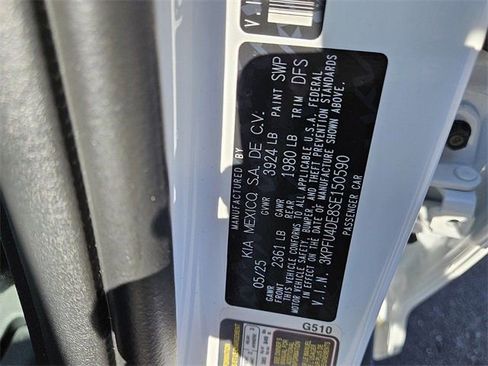 V.I.N
MANUFACTURED BY
KIA MEXICO S.A. DE C.V.
05/25 GVWR 3924 LB PAINT SWP
GAWR FRONT 2361 LB GAWR REAR 1980 LB TRIM DFS
THIS VEHICLE CONFORMS TO ALL APPLICABLE U.S.A. FEDERAL
MOTOR VEHICLE SAFETY, BUMPER, AND THEFT PREVENTION STANDARDS
IN EFFECT ON THE DATE OF MANUFACTURE SHOWN ABOVE.
V.I.N. 3KPFU4DE8SE150590
PASSENGER CAR
G510